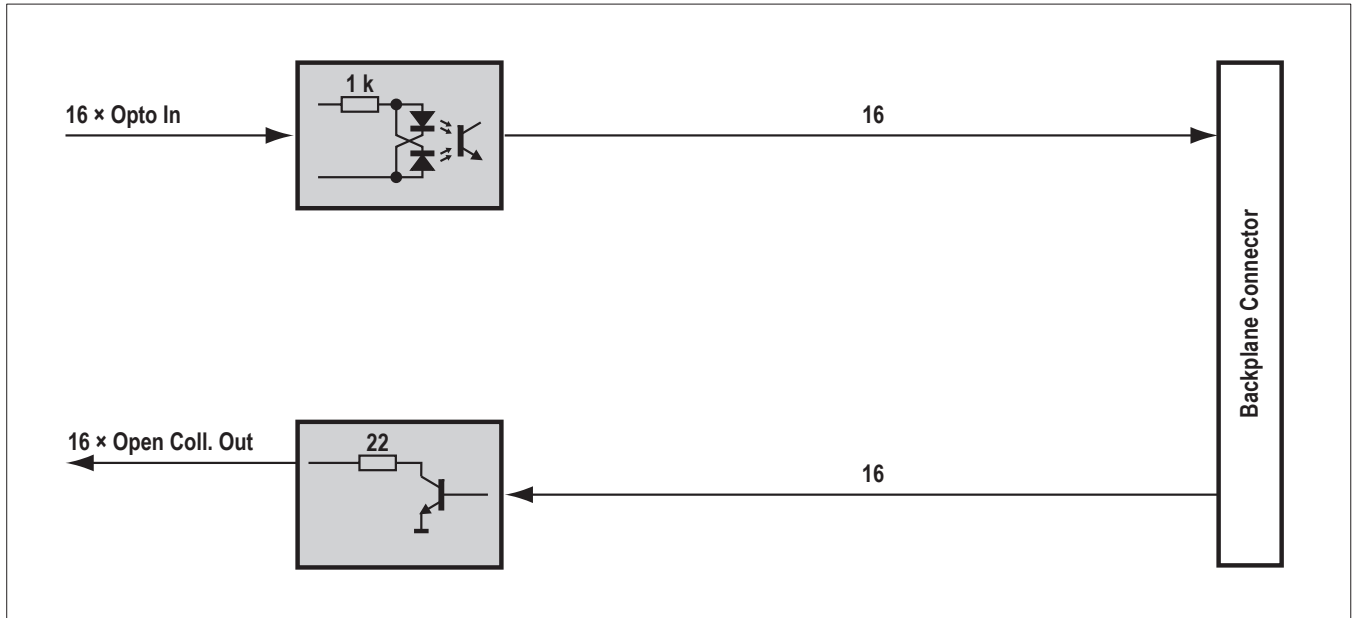 1 k
16 × Opto In
16
Backplane Connector
16 × Open Coll. Out
22
16